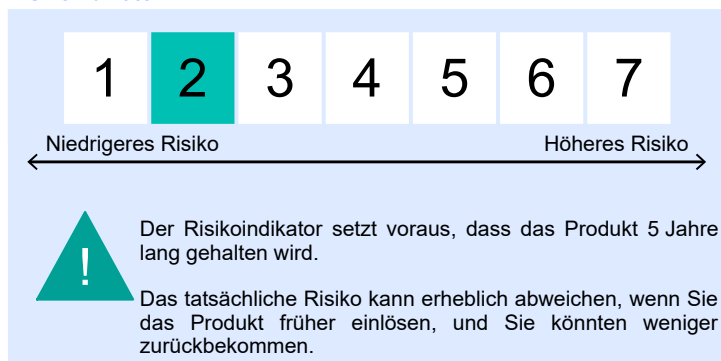 1 2 3 4 5 6 7
Niedrigeres Risiko Höheres Risiko
Der Risikoindikator setzt voraus, dass das Produkt 5 Jahre
lang gehalten wird.
!
Das tatsächliche Risiko kann erheblich abweichen, wenn Sie
das Produkt früher einlösen, und Sie könnten weniger
zurückbekommen.